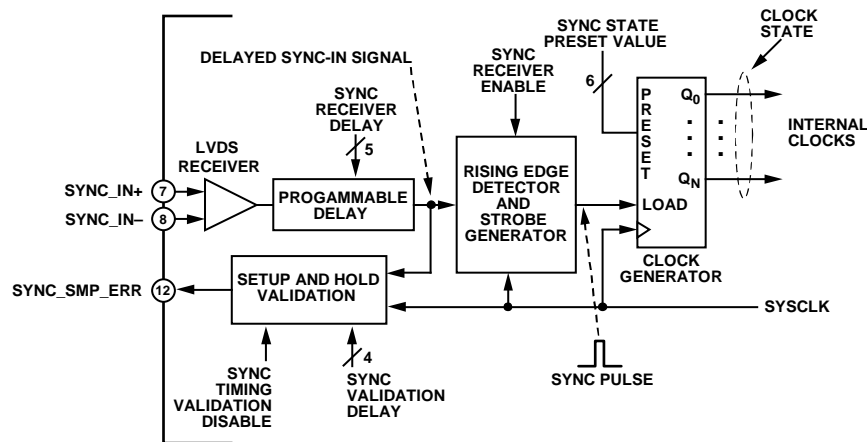 DELAYED SYNC-IN SIGNAL
SYNC
RECEIVER
DELAY
5
SYNC
RECEIVER
ENABLE
SYNC STATE
PRESET VALUE
6
CLOCK
STATE
LVDS
RECEIVER
SYNC_IN+
7
SYNC_IN–
8
PROGAMMABLE
DELAY
RISING EDGE
DETECTOR
AND
STROBE
GENERATOR
PRESET
Q0
QN
LOAD
INTERNAL
CLOCKS
CLOCK
GENERATOR
SYNC_SMP_ERR
12
SETUP AND HOLD
VALIDATION
SYSCLK
SYNC
TIMING
VALIDATION
DISABLE
4
SYNC
VALIDATION
DELAY
SYNC PULSE